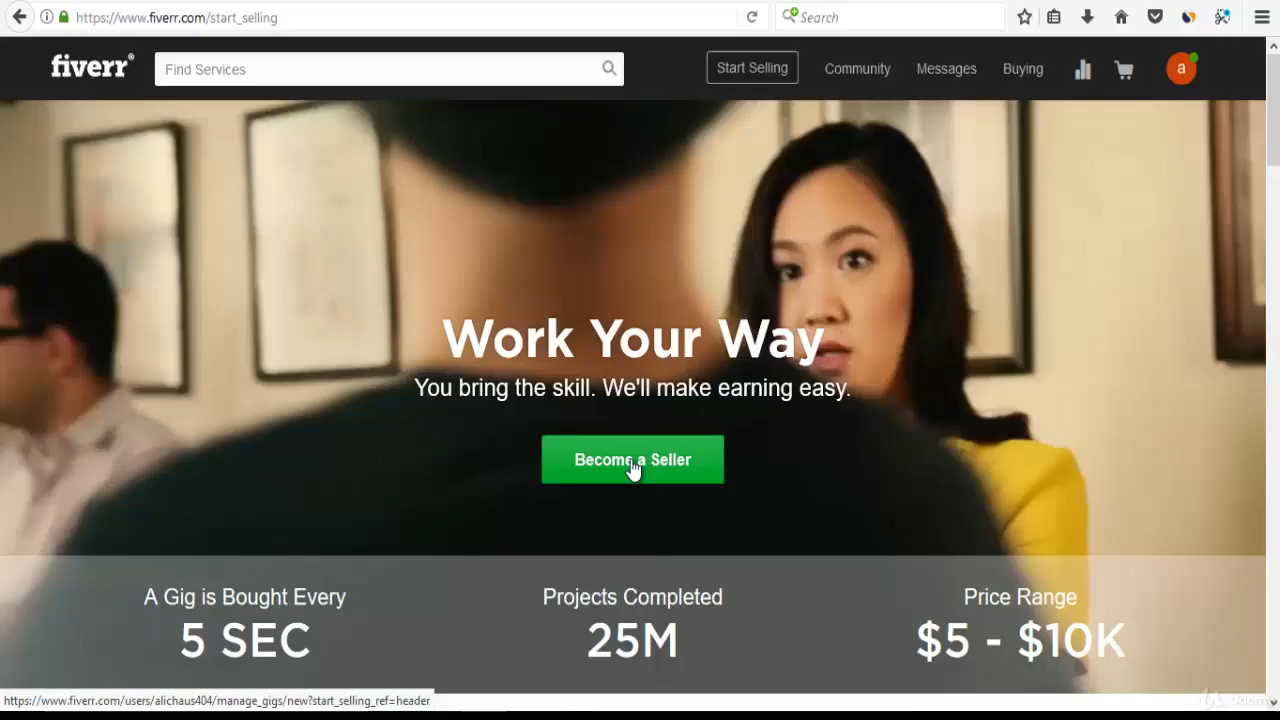 https://www.fiverr.com/start_selling
Search
fiverr®
Find Services
Start Selling
Community
Messages
Buying
a
Work Your Way
You bring the skill. We'll make earning easy.
Become a Seller
A Gig is Bought Every
Projects Completed
Price Range
5 SEC
25M
$5 - $10K
https://www.fiverr.com/users/alichaus404/manage_gigs/new?start_selling_ref=header
Udemy